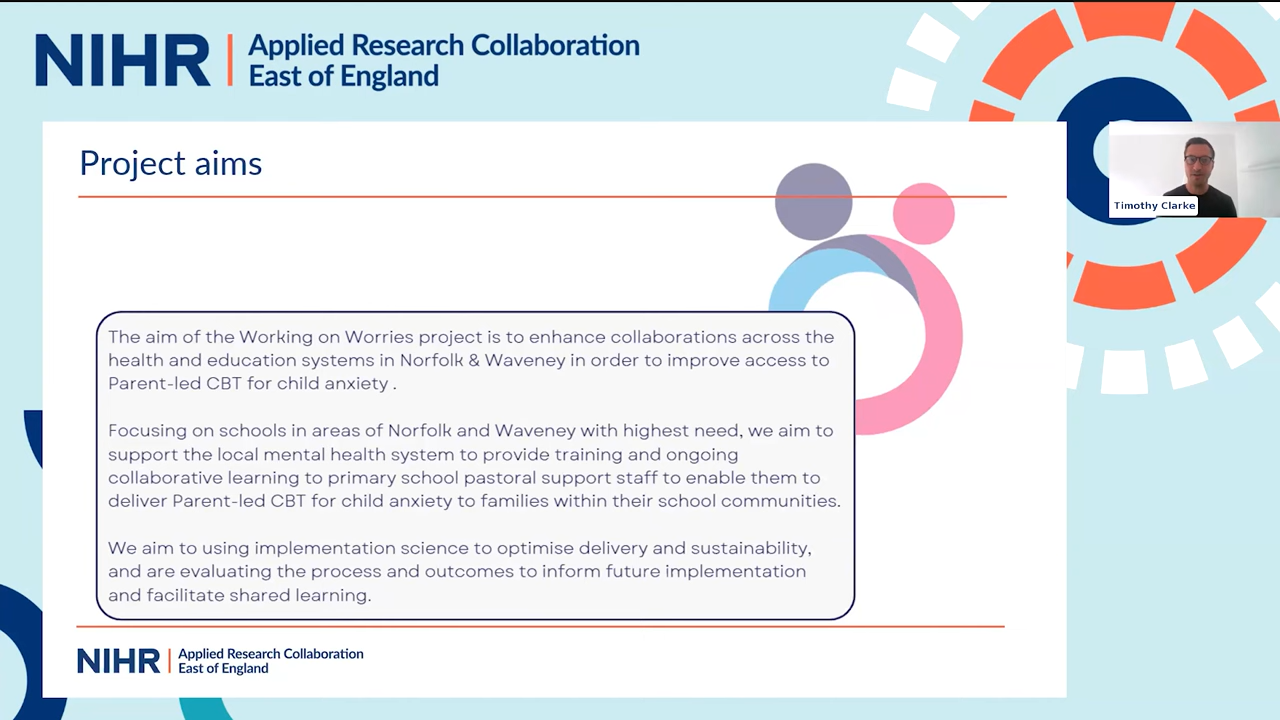 NIHR | Applied Research Collaboration
East of England
Project aims
Timothy Clarke
The aim of the Working on Worries project is to enhance collaborations across the
health and education systems in Norfolk & Waveney in order to improve access to
Parent-led CBT for child anxiety .
Focusing on schools in areas of Norfolk and Waveney with highest need, we aim to
support the local mental health system to provide training and ongoing
collaborative learning to primary school pastoral support staff to enable them to
deliver Parent-led CBT for child anxiety to families within their school communities.
We aim to using implementation science to optimise delivery and sustainability,
and are evaluating the process and outcomes to inform future implementation
and facilitate shared learning.
NIHR | Applied Research Collaboration
East of England